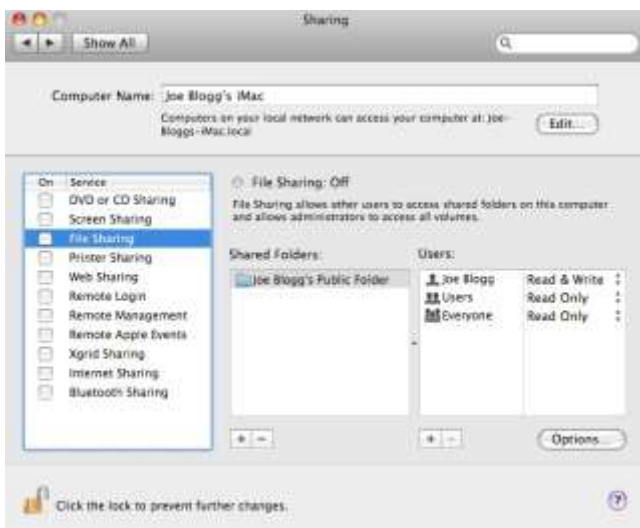 Sharing
Show All
Computer Name: Joe Blogg's iMac
Computers on your local network can access your computer at: Joe-
Bloggs-iMac.local
Edit...
On Service
DVD or CD Sharing
Screen Sharing
File Sharing
Printer Sharing
Web Sharing
Remote Login
Remote Management
Remote Apple Events
Xgrid Sharing
Internet Sharing
Bluetooth Sharing
File Sharing: Off
File Sharing allows other users to access shared folders on this computer
and allows administrators to access all volumes.
Shared Folders:
Joe Blogg's Public Folder
Users:
Joe Blogg Read & Write
Users Read Only
Everyone Read Only
+ −
+ −
Options...
Click the lock to prevent further changes.
?